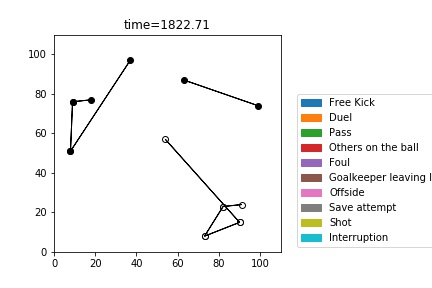 time=1822.71
100
80
60
40
20
0
0 20 40 60 80 100
Free Kick
Duel
Pass
Others on the ball
Foul
Goalkeeper leaving l
Offside
Save attempt
Shot
Interruption